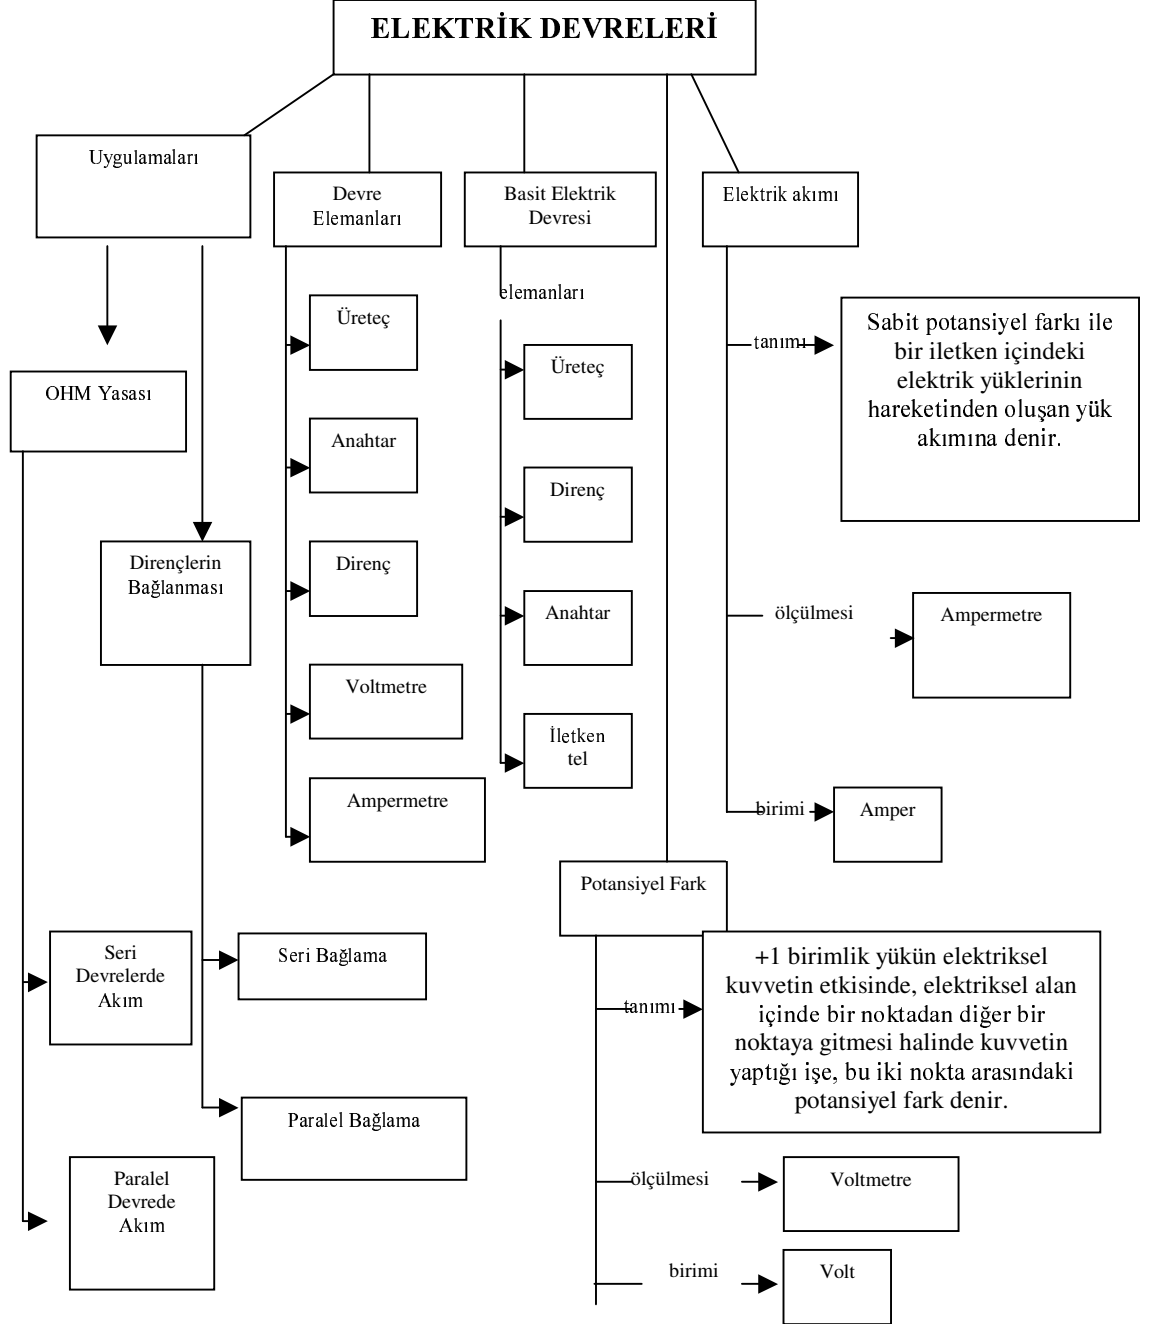 ELEKTRİK DEVRELERİ
Uygulamaları
Devre
Elemanları
Basit Elektrik
Devresi
Elektrik akımı
elemanları
Üreteç
Sabit potansiyel farkı ile
bir iletken içindeki
elektrik yüklerinin
hareketinden oluşan yük
akımına denir.
tanımı
Üreteç
OHM Yasası
Anahtar
Direnç
Dirençlerin
Bağlanması
Direnç
Anahtar
ölçülmesi
Ampermetre
Voltmetre
İletken
tel
Ampermetre
birimi
Amper
Potansiyel Fark
Seri
Devrelerde
Akım
Seri Bağlama
+1 birimlik yükün elektriksel
kuvvetin etkisinde, elektriksel alan
içinde bir noktadan diğer bir
noktaya gitmesi halinde kuvvetin
yaptığı işe, bu iki nokta arasındaki
potansiyel fark denir.
tanımı
Paralel Bağlama
Paralel
Devrede
Akım
ölçülmesi
Voltmetre
birimi
Volt